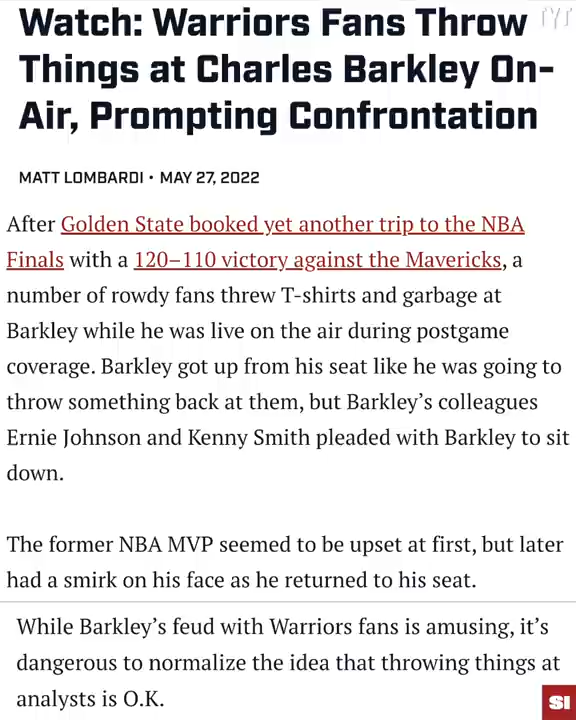 Watch: Warriors Fans Throw
TYT
Things at Charles Barkley On-
Air, Prompting Confrontation
MATT LOMBARDI • MAY 27, 2022
After Golden State booked yet another trip to the NBA
Finals with a 120–110 victory against the Mavericks, a
number of rowdy fans threw T-shirts and garbage at
Barkley while he was live on the air during postgame
coverage. Barkley got up from his seat like he was going to
throw something back at them, but Barkley’s colleagues
Ernie Johnson and Kenny Smith pleaded with Barkley to sit
down.
The former NBA MVP seemed to be upset at first, but later
had a smirk on his face as he returned to his seat.
While Barkley’s feud with Warriors fans is amusing, it’s
dangerous to normalize the idea that throwing things at
analysts is O.K.
SI